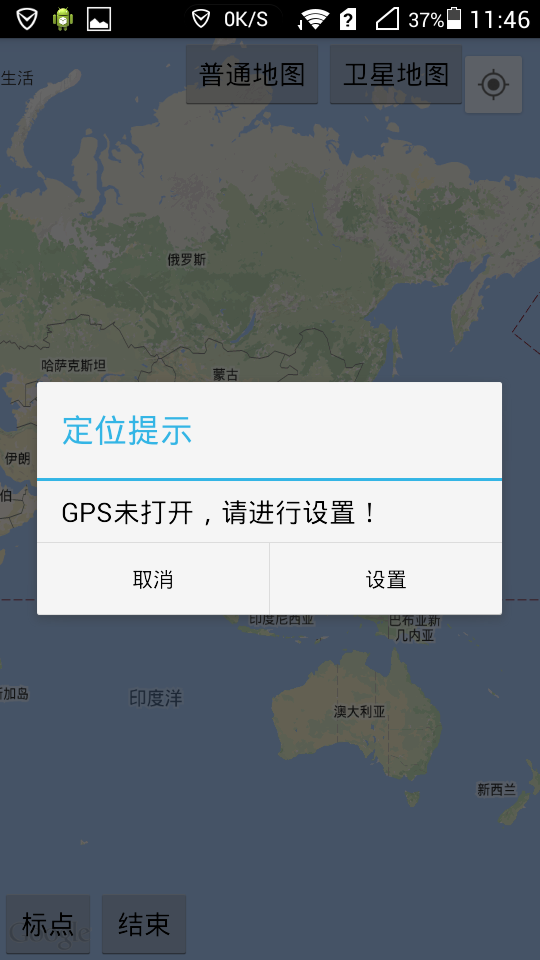 0K/S
37%
11:46
生活
普通地图
卫星地图
俄罗斯
哈萨克斯坦
蒙古
伊朗
伯
定位提示
GPS未打开，请进行设置！
取消
设置
印度尼西亚
巴布亚新
几内亚
加岛
印度洋
澳大利亚
新西兰
标点
结束
Google